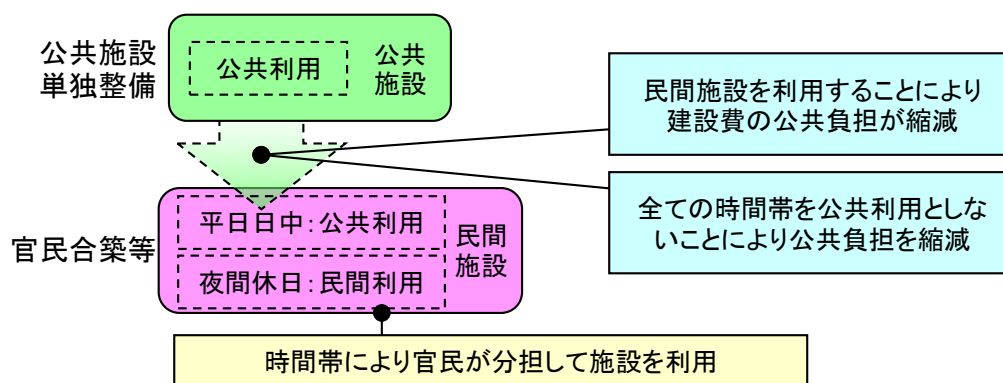 公共施設
単独整備
公共利用
公共
施設
民間施設を利用することにより
建設費の公共負担が縮減
全ての時間帯を公共利用としな
いことにより公共負担を縮減
官民合築等
平日日中：公共利用
夜間休日：民間利用
民間
施設
時間帯により官民が分担して施設を利用